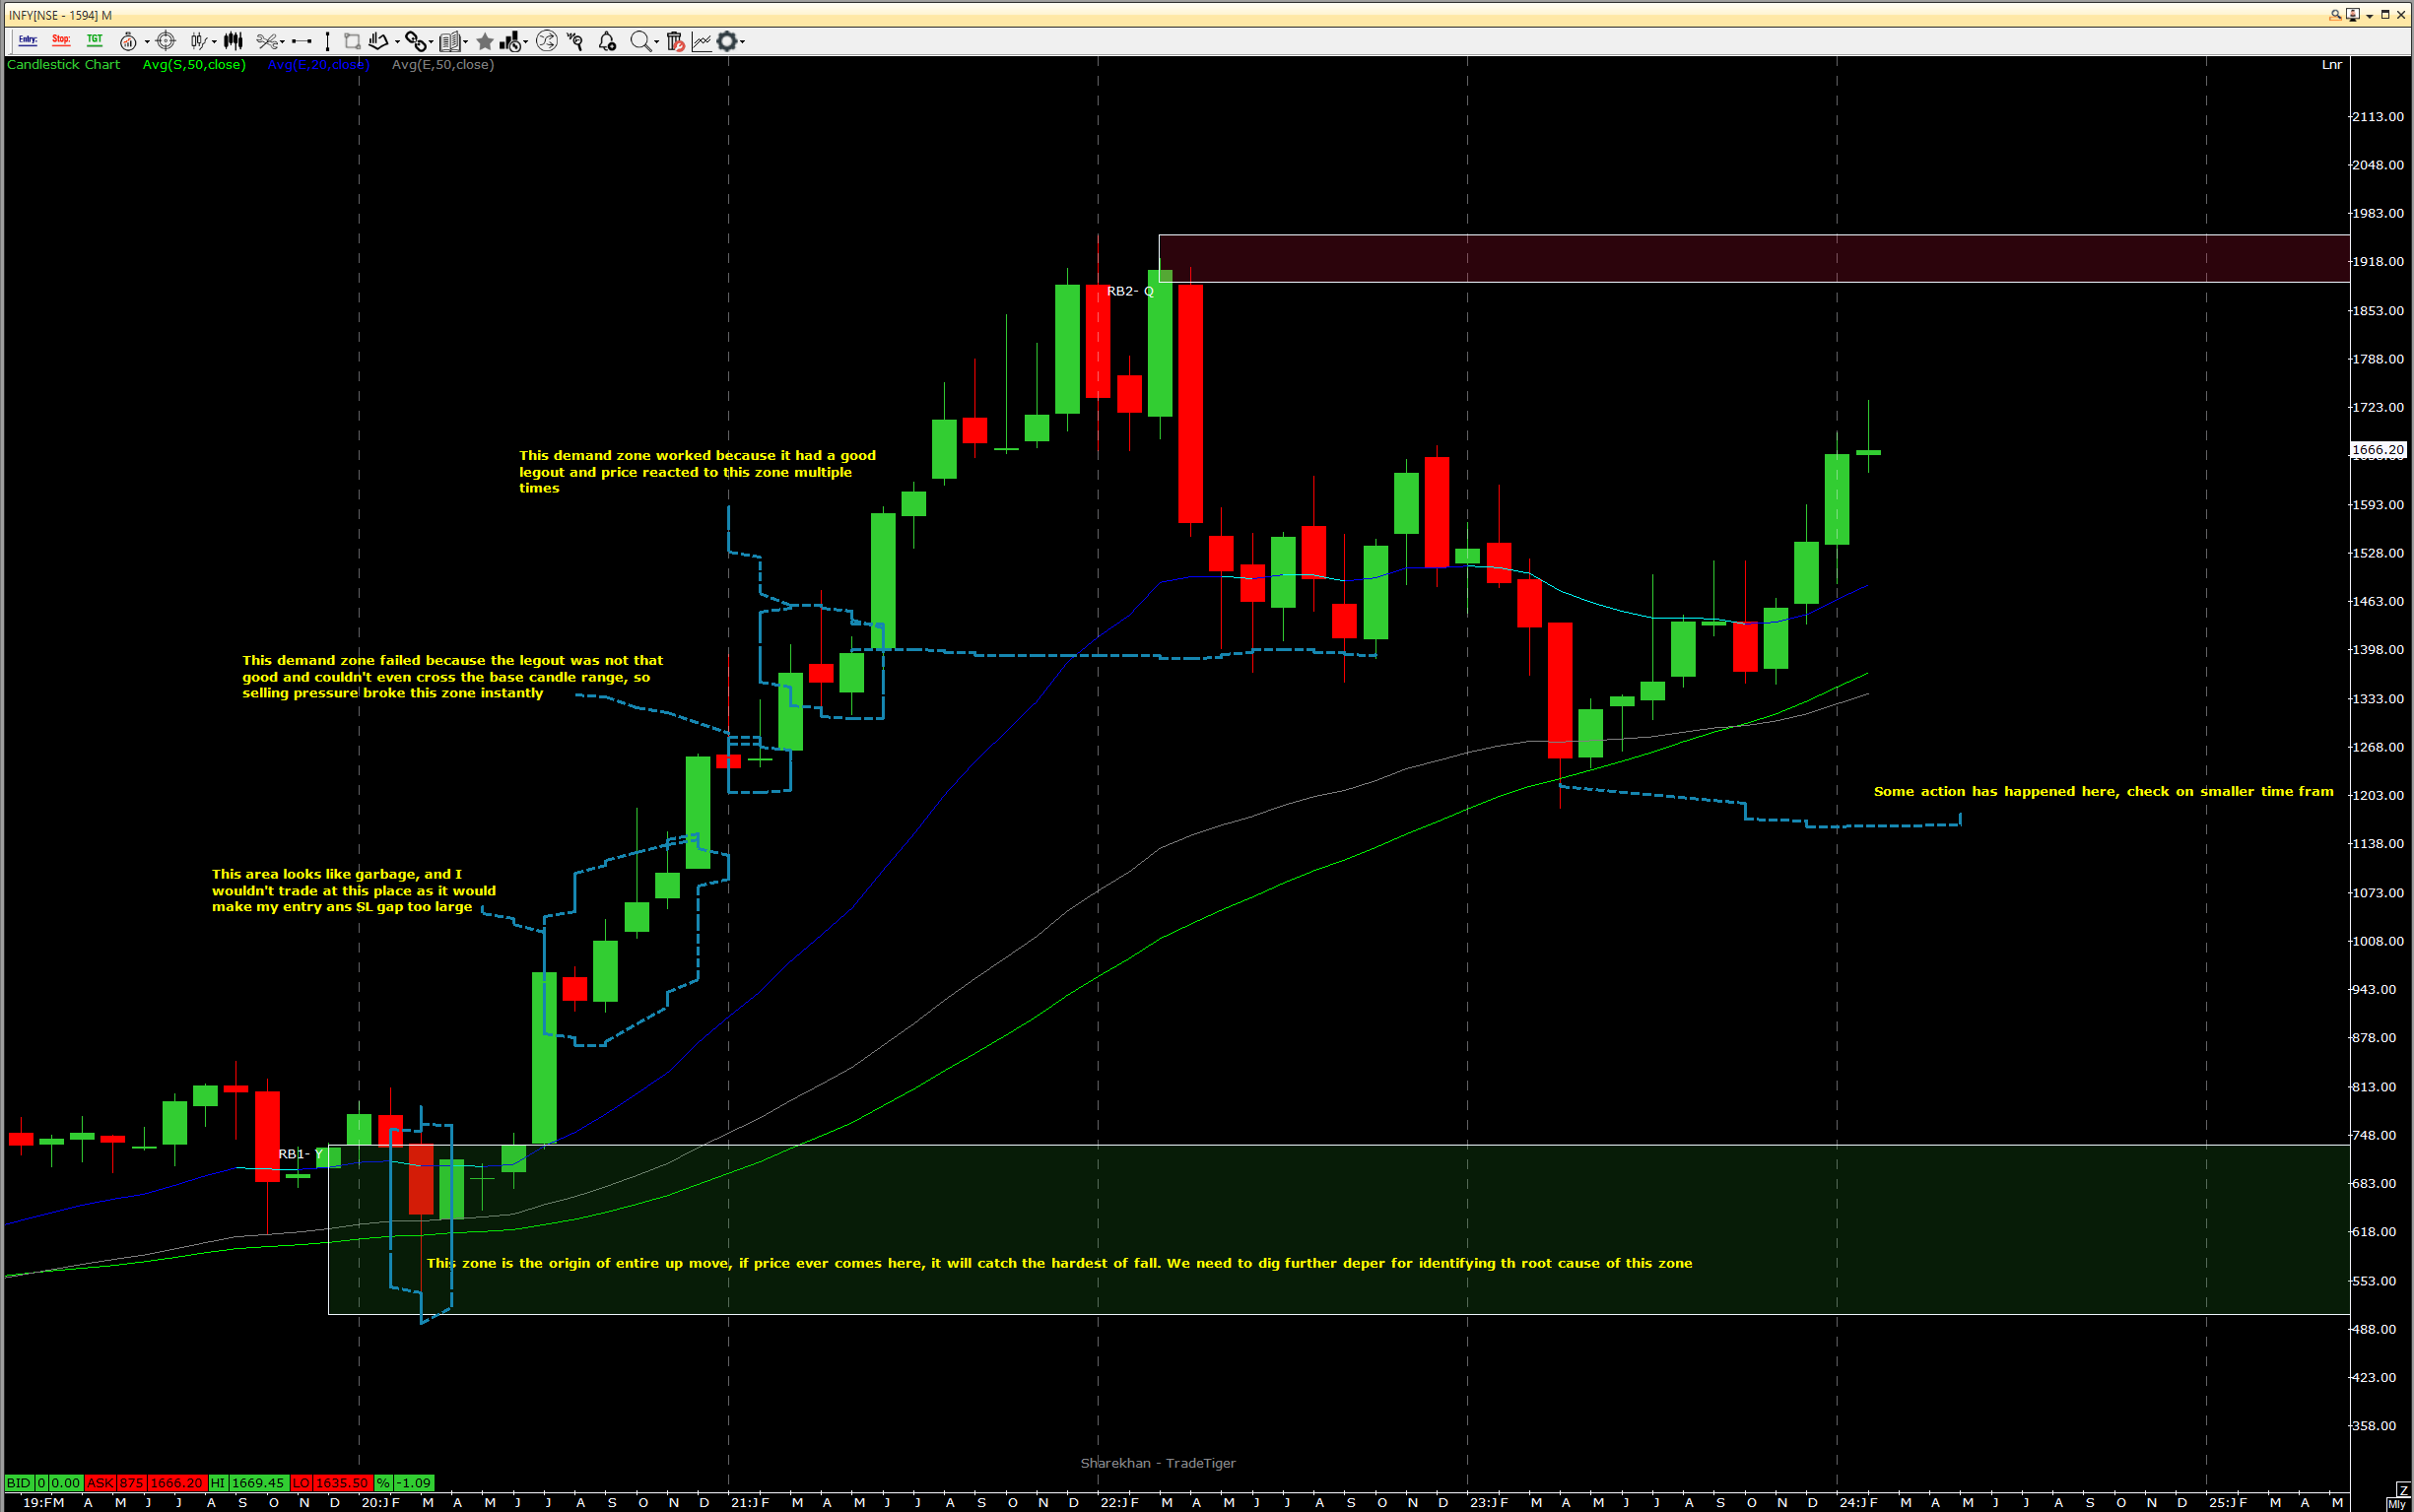 INFY[NSE - 1594] M
Entry: Stop: TGT
Candlestick Chart Avg(S,50,close) Avg(E,20,close) Avg(E,50,close)
Lnr
2113.00
2048.00
1983.00
1918.00
RB2- Q
1853.00
1788.00
1723.00
1666.20
This demand zone worked because it had a good
legout and price reacted to this zone multiple
times
1593.00
1528.00
1463.00
1398.00
This demand zone failed because the legout was not that
good and couldn't even cross the base candle range, so
selling pressure broke this zone instantly
1333.00
1268.00
Some action has happened here, check on smaller time fram
1203.00
1138.00
This area looks like garbage, and I
wouldn't trade at this place as it would
make my entry ans SL gap too large
1073.00
1008.00
943.00
878.00
813.00
748.00
RB1- Y
683.00
618.00
This zone is the origin of entire up move, if price ever comes here, it will catch the hardest of fall. We need to dig further deper for identifying th root cause of this zone
553.00
488.00
423.00
358.00
Sharekhan - TradeTiger
BID 0 0.00 ASK 875 1666.20 HI 1669.45 LO 1635.50 % -1.09
Z
19:FM A M J J A S O N D 20:JF M A M J J A S O N D 21:JF M A M J J A S O N D 22:JF M A M J J A S O N D 23:JF M A M J J A S O N D 24:JF M A M J J A S O N D 25:JF M A M
Mly